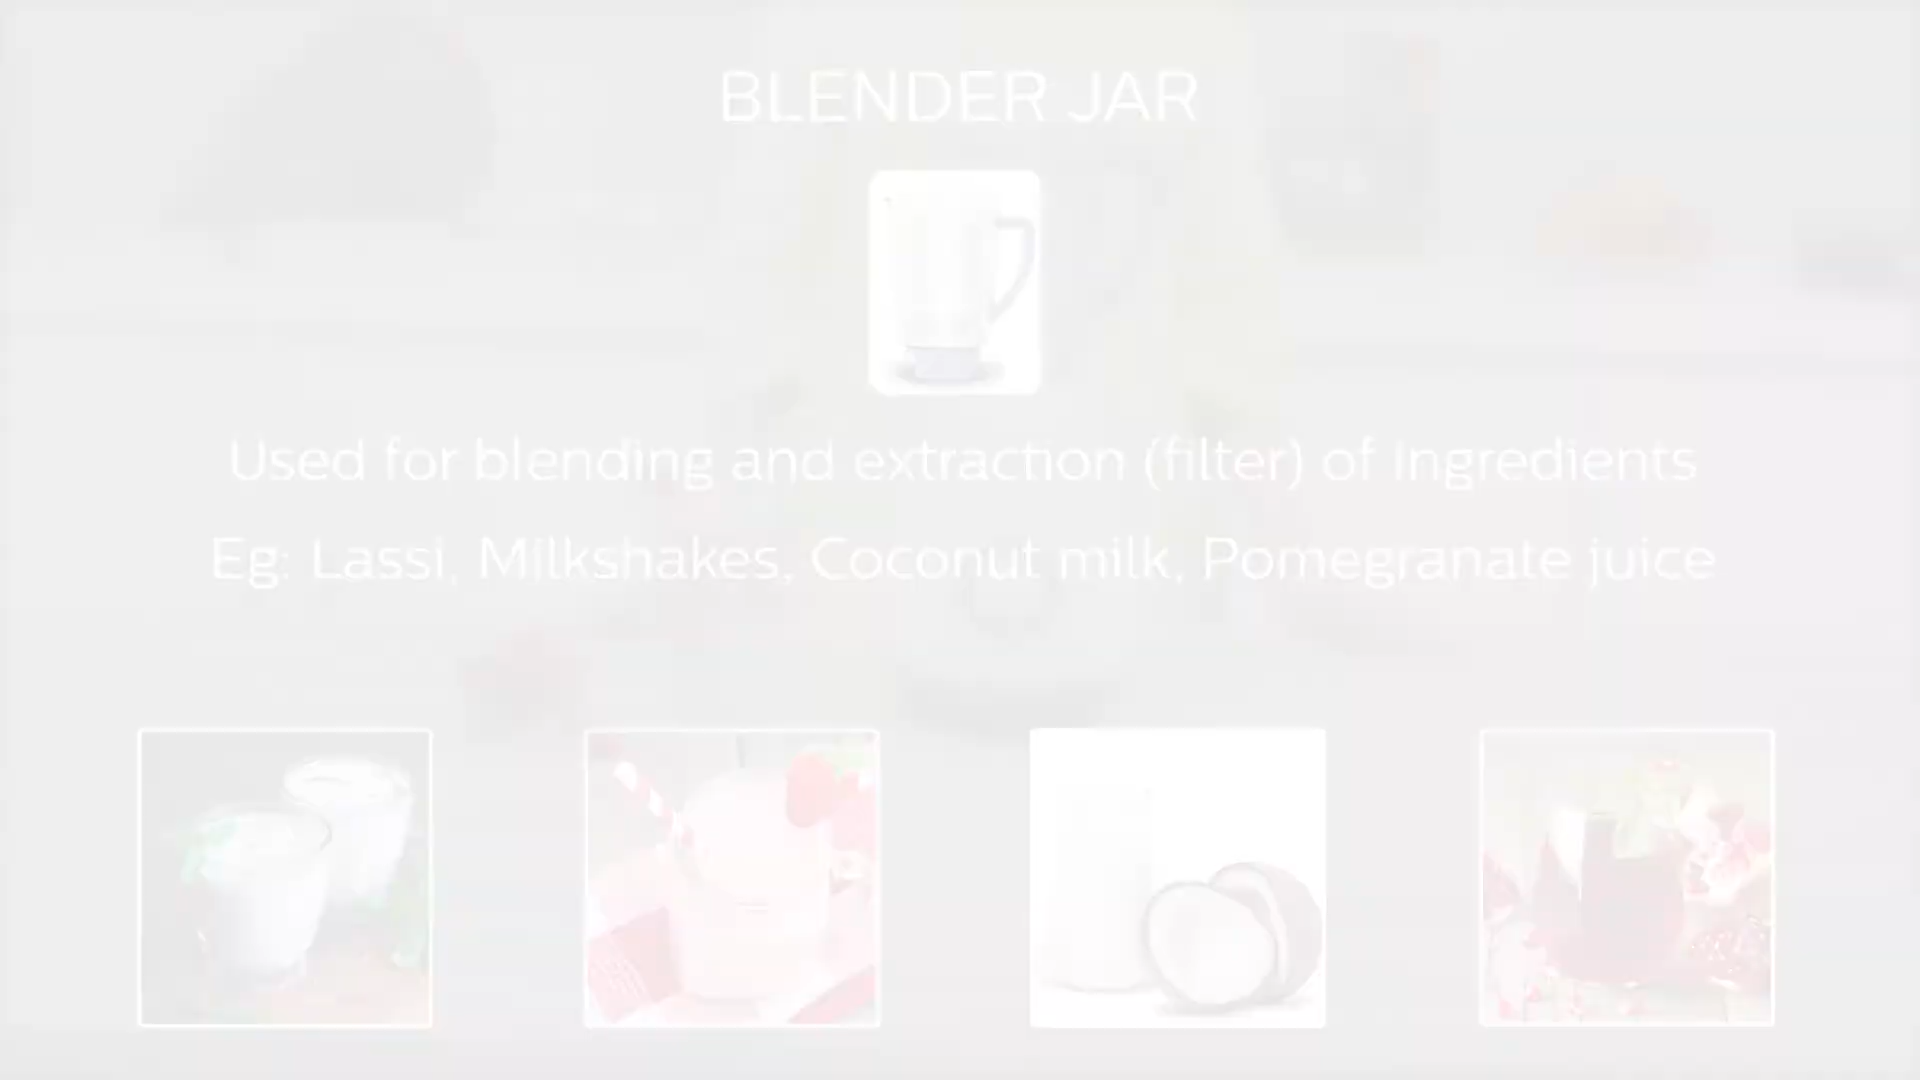 BLENDER JAR
Used for blending and extraction (filter) of Ingredients
Eg: Lassi, Milkshakes, Coconut milk, Pomegranate juice